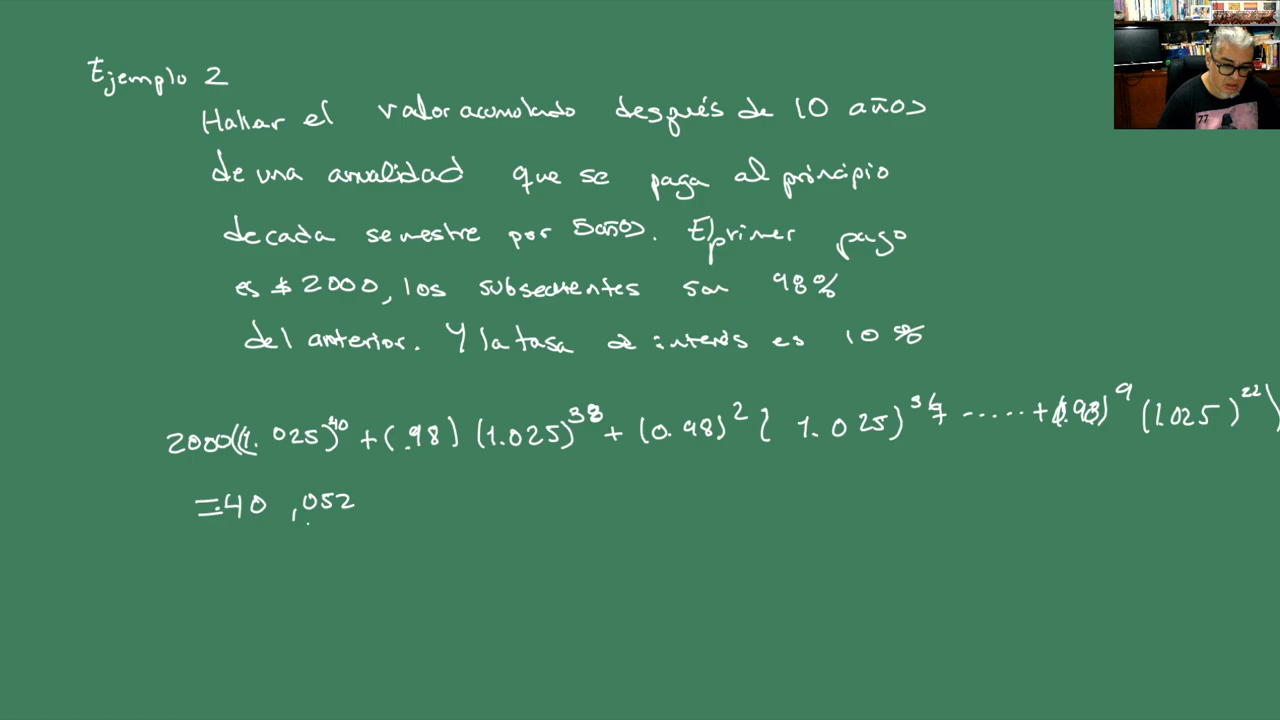 Ejemplo 2
Hallar el valor acumulado después de 10 años
de una anualidad que se paga al principio
de cada semestre por 5 años. El primer pago
es $2000, los subsecuentes son 98%
del anterior. Y la tasa de interés es 10%
2000((1.025)^40 + (.98) (1.025)^38 + (0.98)^2 (1.025)^36 + ..... + (.98)^9 (1.025)^22)
= 40,052